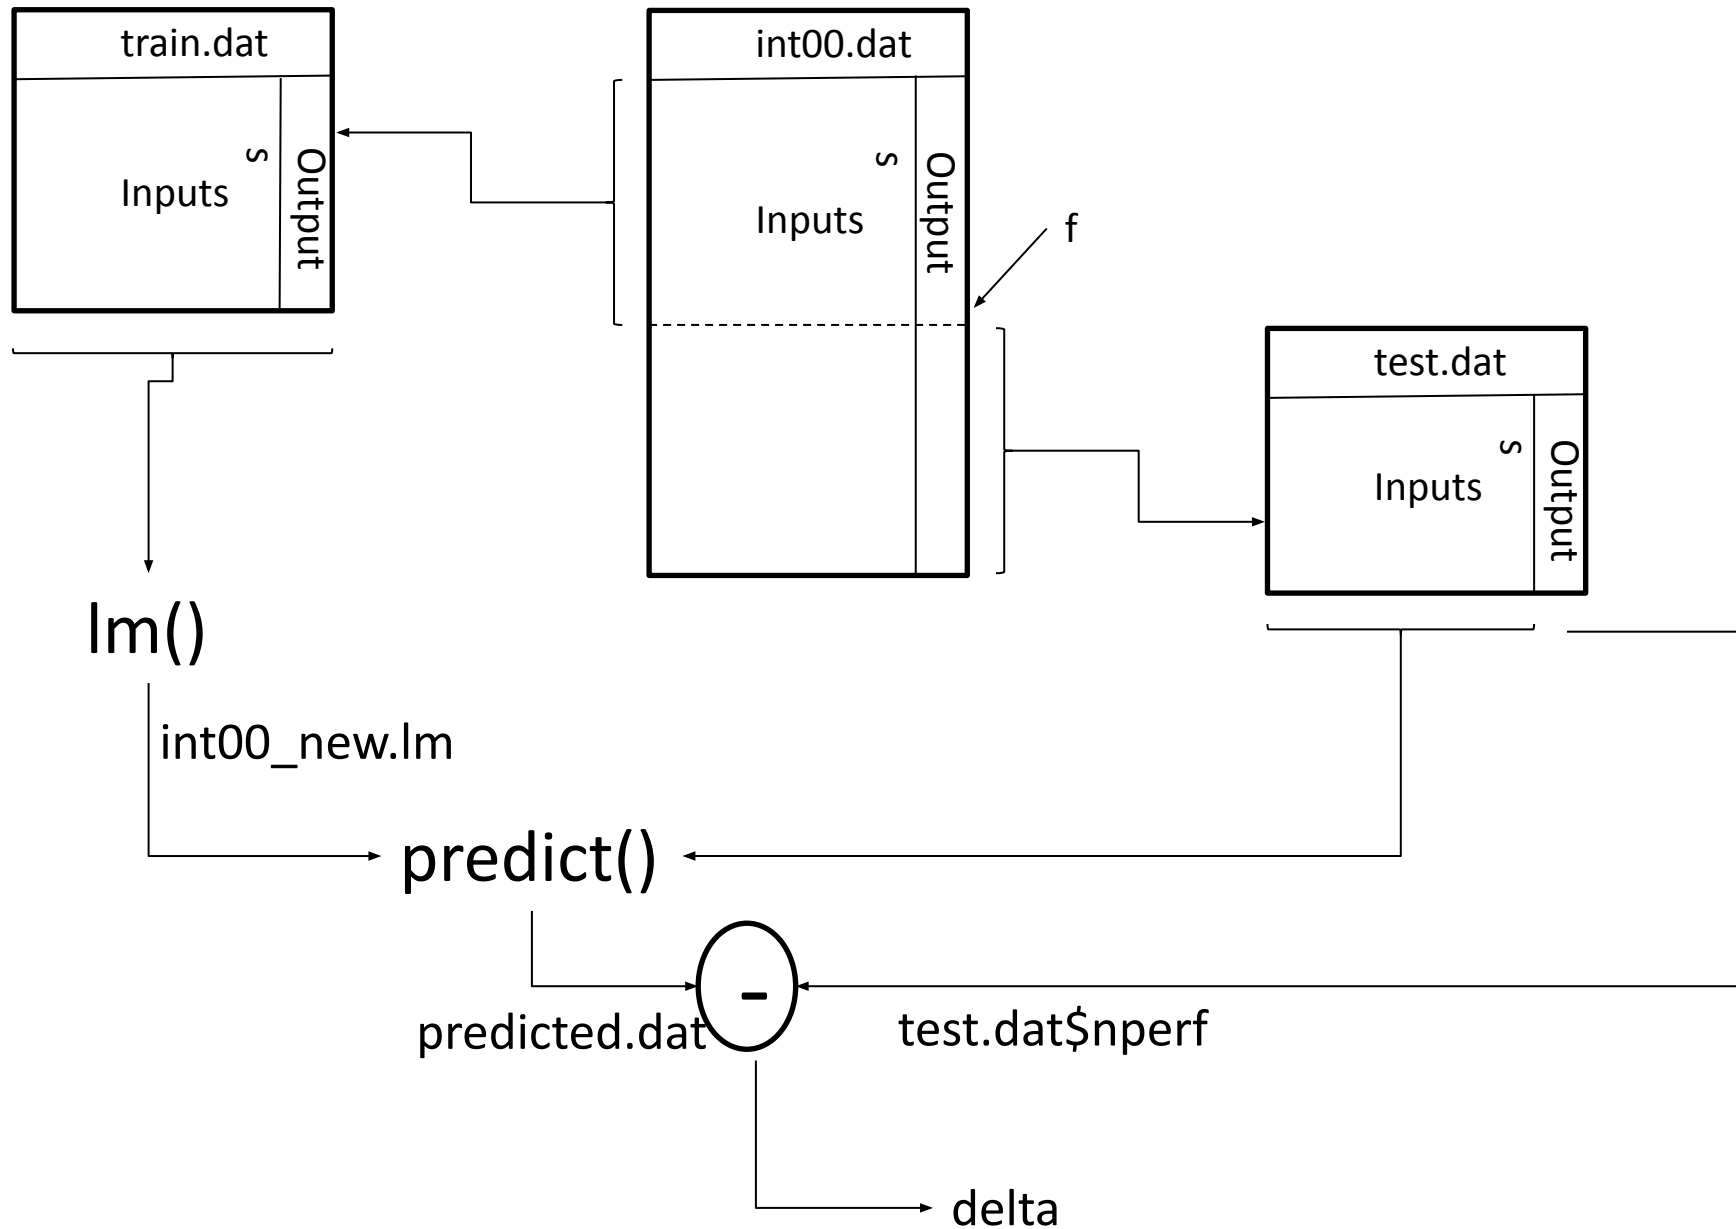 train.dat
Inputs
Outputs
int00.dat
Inputs
Outputs
f
test.dat
Inputs
Outputs
lm()
int00_new.lm
predict()
-
predicted.dat
test.dat$nperf
delta